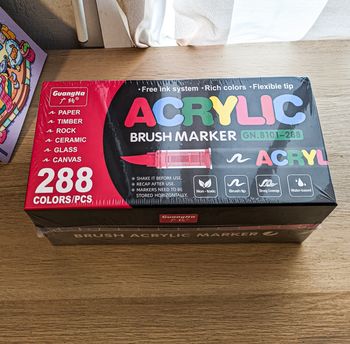 GuangNa
广纳
PAPER
TIMBER
ROCK
CERAMIC
GLASS
CANVAS
288
COLORS/PCS
· Free ink system · Rich colors · Flexible tip
ACRYLIC
BRUSH MARKER GN.8101-288
ACRYL
SHAKE IT BEFORE USE.
RECAP AFTER USE.
MARKERS NEED TO BE
STORED HORIZONTALLY.
Non-toxic Brush tip Water-based
GuangNa
BRUSH ACRYLIC MARKER